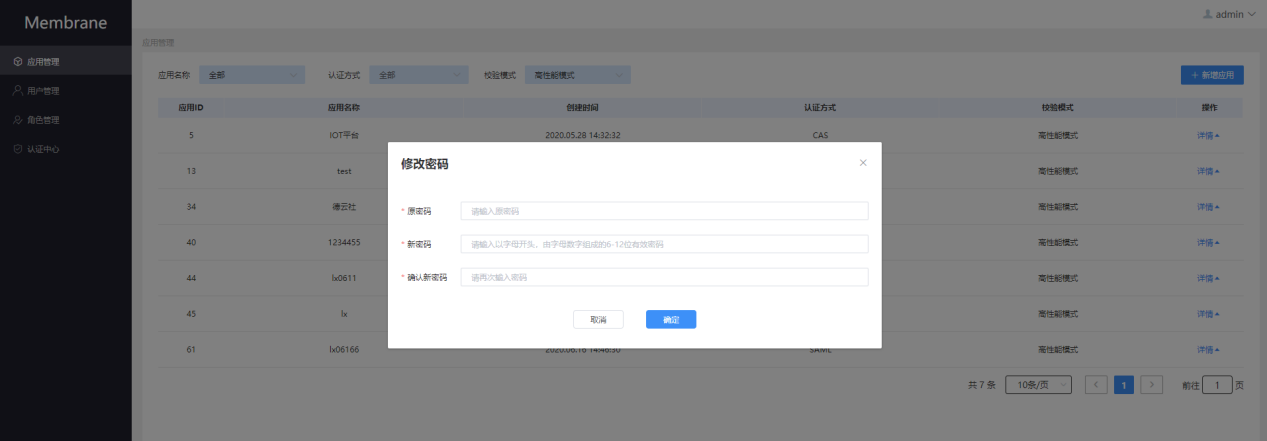 Membrane
admin
应用管理
应用管理
用户管理
角色管理
认证中心
应用名称 全部 认证方式 全部 校验模式 高性能模式 + 新增应用
应用ID 应用名称 创建时间 认证方式 校验模式 操作
5 IOT平台 2020.05.28 14:32:32 CAS 高性能模式 详情
13 test 高性能模式 详情
34 德云社 高性能模式 详情
40 1234455 高性能模式 详情
44 lx0611 高性能模式 详情
45 lx 高性能模式 详情
61 lx06166 2020.06.16 14:46:50 SAML 高性能模式 详情
修改密码
* 原密码 请输入原密码
* 新密码 请输入以字母开头,由字母数字组成的6-12位有效密码
* 确认新密码 请再次输入密码
取消 确定
共 7 条 10条/页 < 1 > 前往 1 页